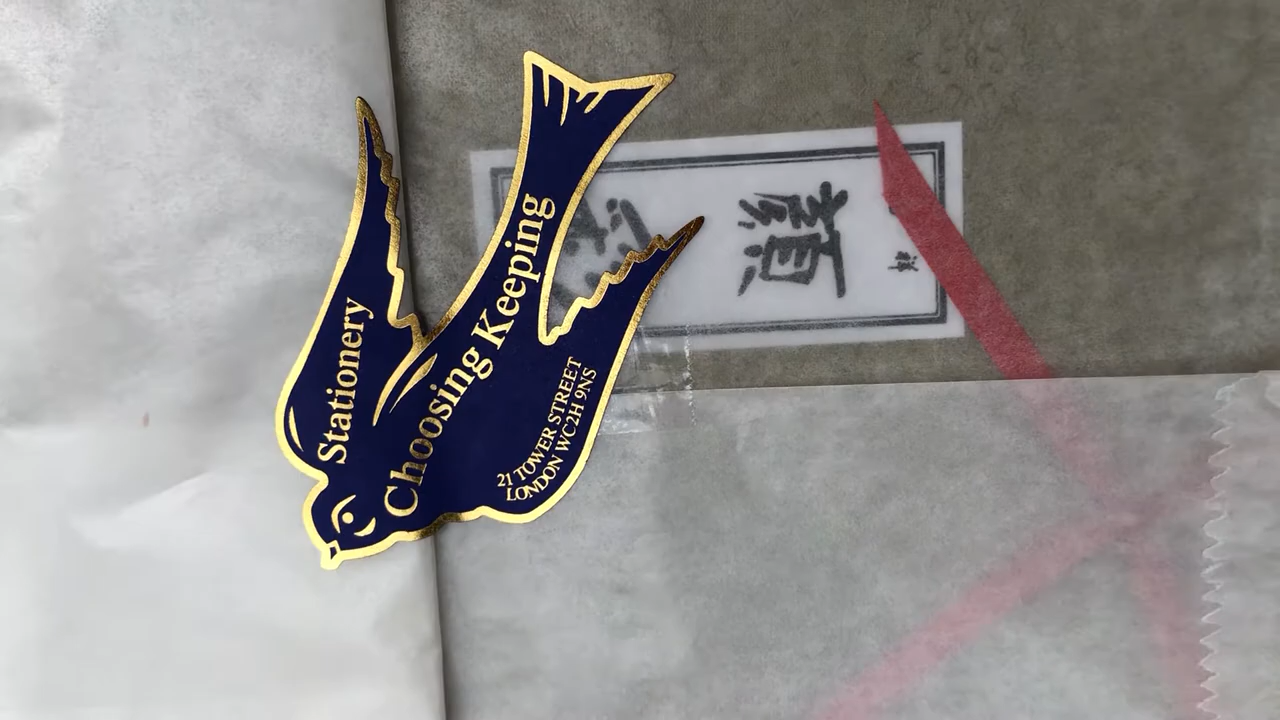 Stationery
Choosing Keeping
21 TOWER STREET
LONDON WC2H 9NS